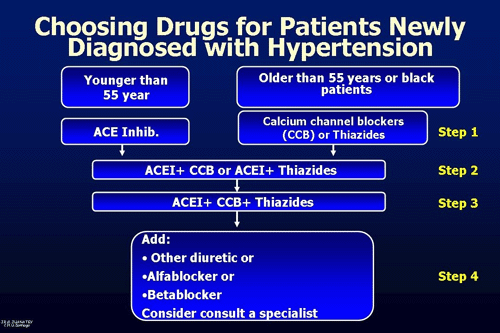 Choosing Drugs for Patients Newly
Diagnosed with Hypertension
Younger than
55 year
Older than 55 years or black
patients
ACE Inhib.
Calcium channel blockers
(CCB) or Thiazides
Step 1
ACEI+ CCB or ACEI+ Thiazides
Step 2
ACEI+ CCB+ Thiazides
Step 3
Add:
• Other diuretic or
•Alfablocker or
•Betablocker
Consider consult a specialist
Step 4